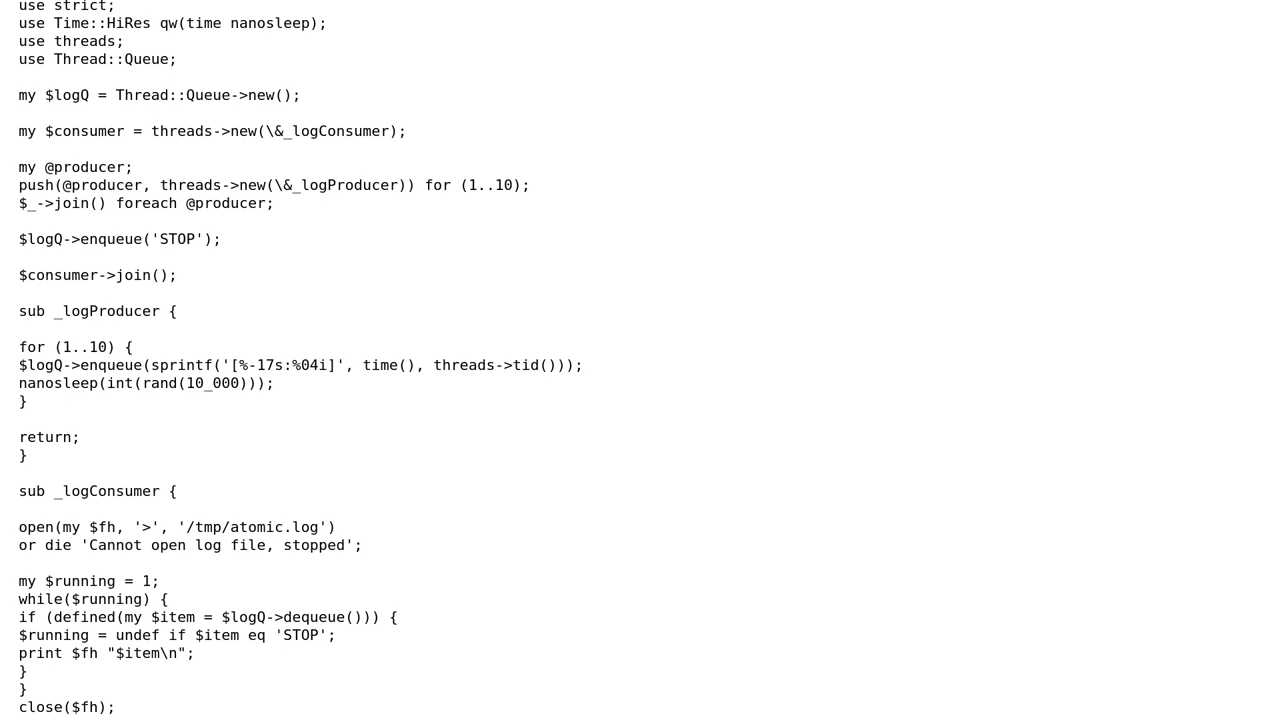 use strict;
use Time::HiRes qw(time nanosleep);
use threads;
use Thread::Queue;

my $logQ = Thread::Queue->new();

my $consumer = threads->new(\&_logConsumer);

my @producer;
push(@producer, threads->new(\&_logProducer)) for (1..10);
$_->join() foreach @producer;

$logQ->enqueue('STOP');

$consumer->join();

sub _logProducer {

for (1..10) {
$logQ->enqueue(sprintf('[%-17s:%04i]', time(), threads->tid()));
nanosleep(int(rand(10_000)));
}

return;
}

sub _logConsumer {

open(my $fh, '>', '/tmp/atomic.log')
or die 'Cannot open log file, stopped';

my $running = 1;
while($running) {
if (defined(my $item = $logQ->dequeue())) {
$running = undef if $item eq 'STOP';
print $fh "$item\n";
}
}
close($fh);